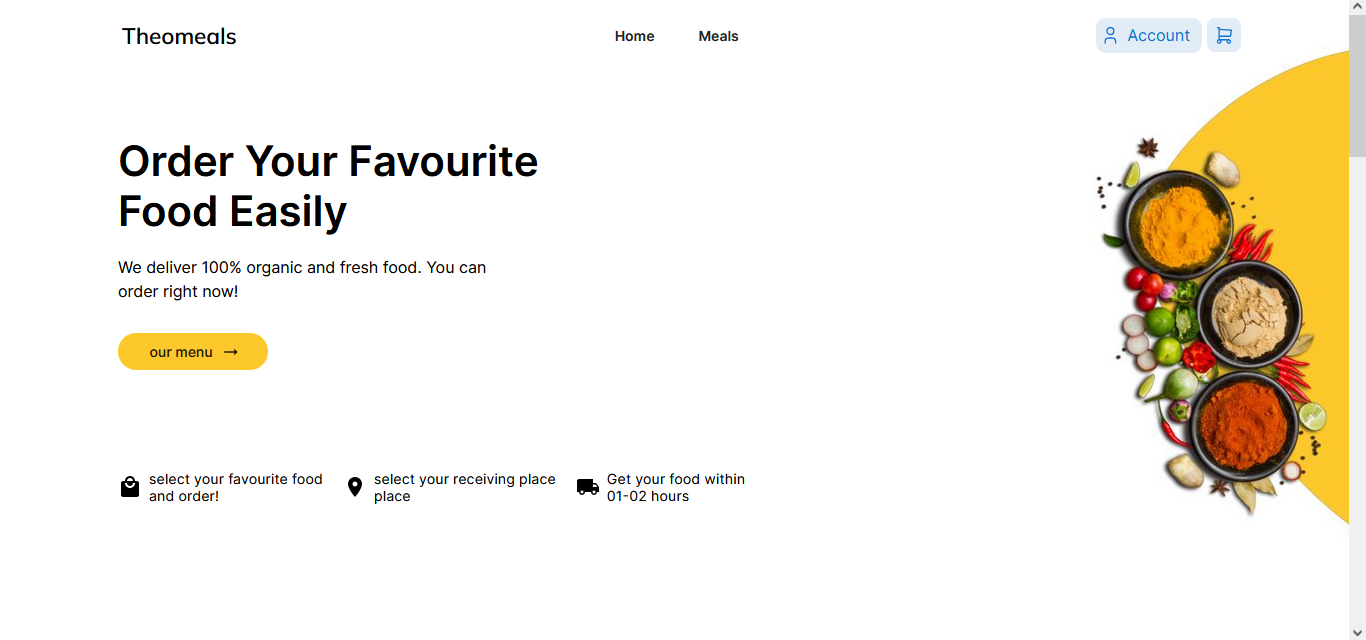 Theomeals
Home
Meals
Account
Order Your Favourite
Food Easily
We deliver 100% organic and fresh food. You can
order right now!
our menu
select your favourite food
and order!
select your receiving place
place
Get your food within
01-02 hours